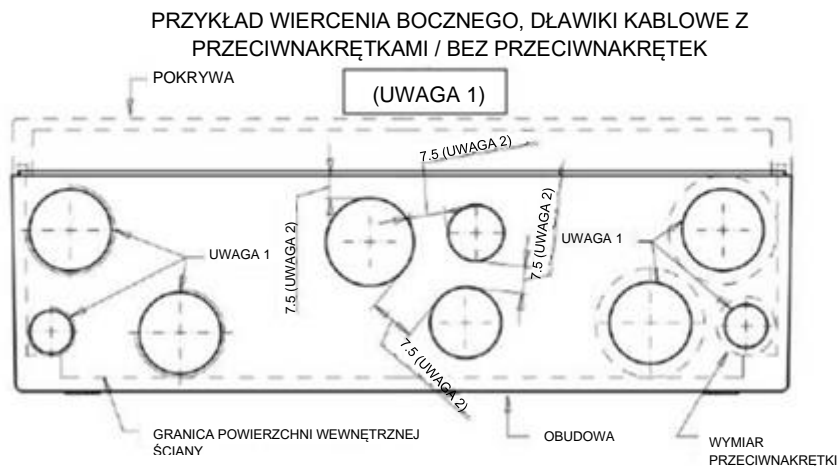 PRZYKŁAD WIERCENIA BOCZNEGO, DŁAWIKI KABLOWE Z
PRZECIWNAKRĘTKAMI / BEZ PRZECIWNAKRĘTEK
POKRYWA
(UWAGA 1)
7.5 (UWAGA 2)
7.5 (UWAGA 2)
7.5 (UWAGA 2)
UWAGA 1
UWAGA 1
7.5 (UWAGA 2)
GRANICA POWIERZCHNI WEWNĘTRZNEJ
ŚCIANY
OBUDOWA
WYMIAR
PRZECIWNAKRĘTKI